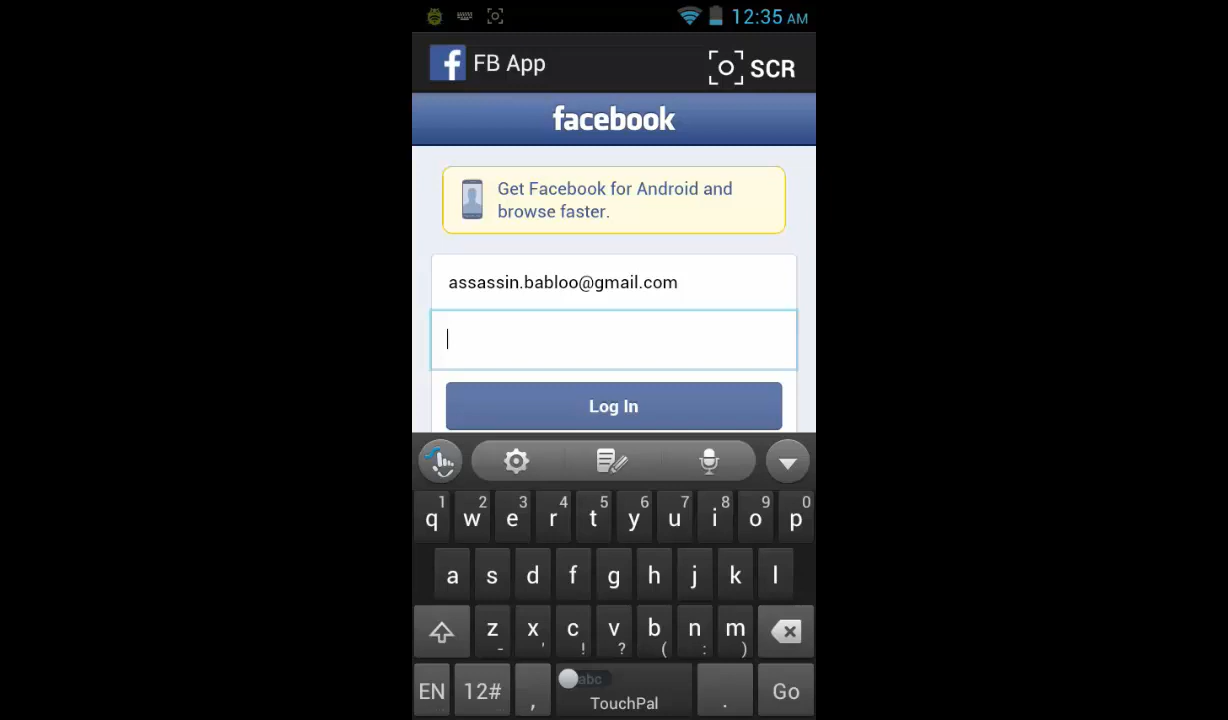 12:35 AM
f FB App
SCR
facebook
Get Facebook for Android and
browse faster.
assassin.babloo@gmail.com
Log In
1 2 3 4 5 6 7 8 9 0
q w e r t y u i o p
a s d f g h j k l
z x c v b n m
- ' ! ? ( : )
EN 12# , abc . Go
TouchPal